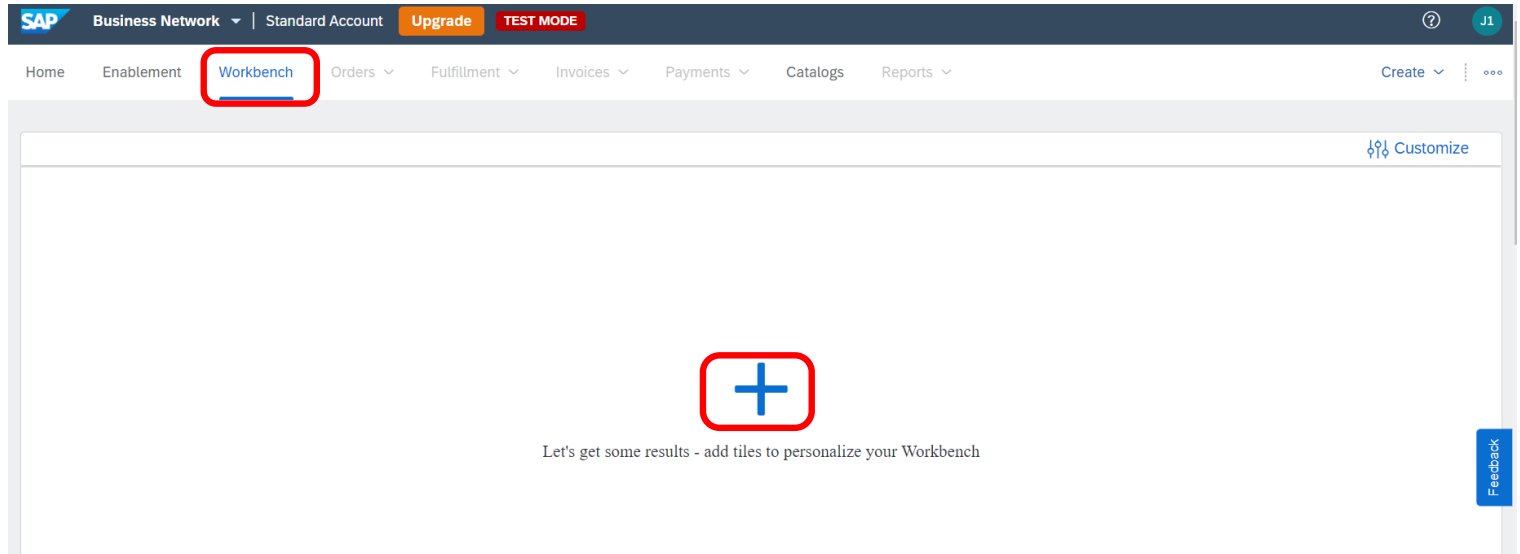 SAP Business Network | Standard Account Upgrade TEST MODE ? J1
Home Enablement Workbench Orders Fulfillment Invoices Payments Catalogs Reports Create
Customize
Let's get some results - add tiles to personalize your Workbench
Feedback